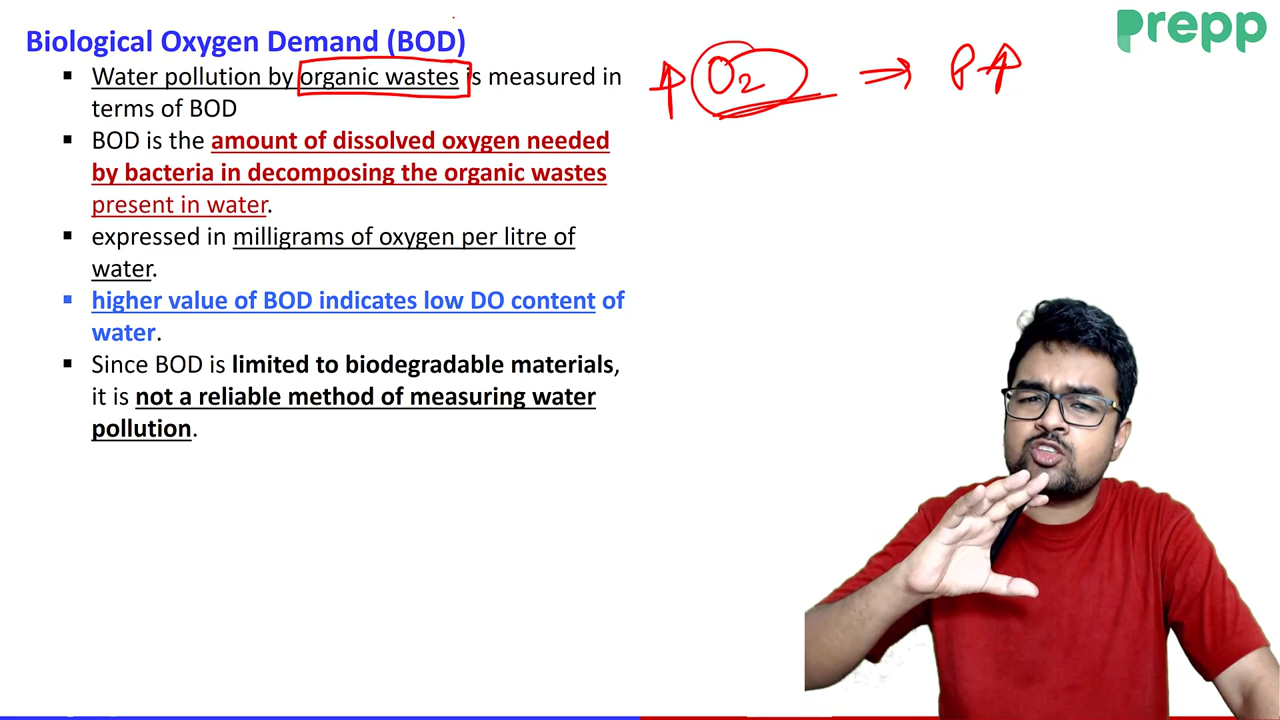 prepp
Biological Oxygen Demand (BOD)
▪ Water pollution by organic wastes is measured in
terms of BOD
▪ BOD is the amount of dissolved oxygen needed
by bacteria in decomposing the organic wastes
present in water.
▪ expressed in milligrams of oxygen per litre of
water.
▪ higher value of BOD indicates low DO content of
water.
▪ Since BOD is limited to biodegradable materials,
it is not a reliable method of measuring water
pollution.
↑ O₂ ⇒ P↑